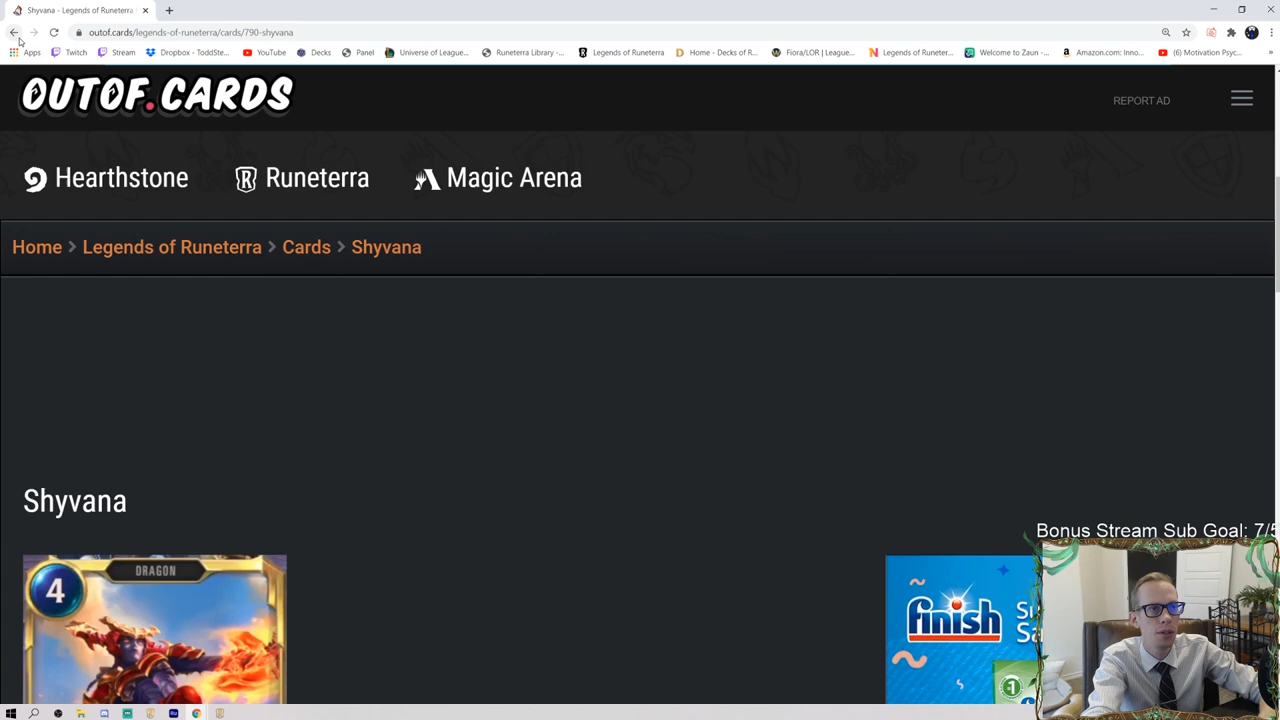 Shyvana - Legends of Runeterra
outof.cards/legends-of-runeterra/cards/790-shyvana
Apps Twitch Stream Dropbox - ToddSte... YouTube Decks Panel Universe of League... Runeterra Library -... Legends of Runeterra Home - Decks of R... Fiora/LOR | League... Legends of Runeter... Welcome to Zaun -... Amazon.com: Inno... (6) Motivation Psyc... »
OUTOF.CARDS
REPORT AD
Hearthstone Runeterra Magic Arena
Home > Legends of Runeterra > Cards > Shyvana
Shyvana
Bonus Stream Sub Goal: 7/5
DRAGON
4
finish
1